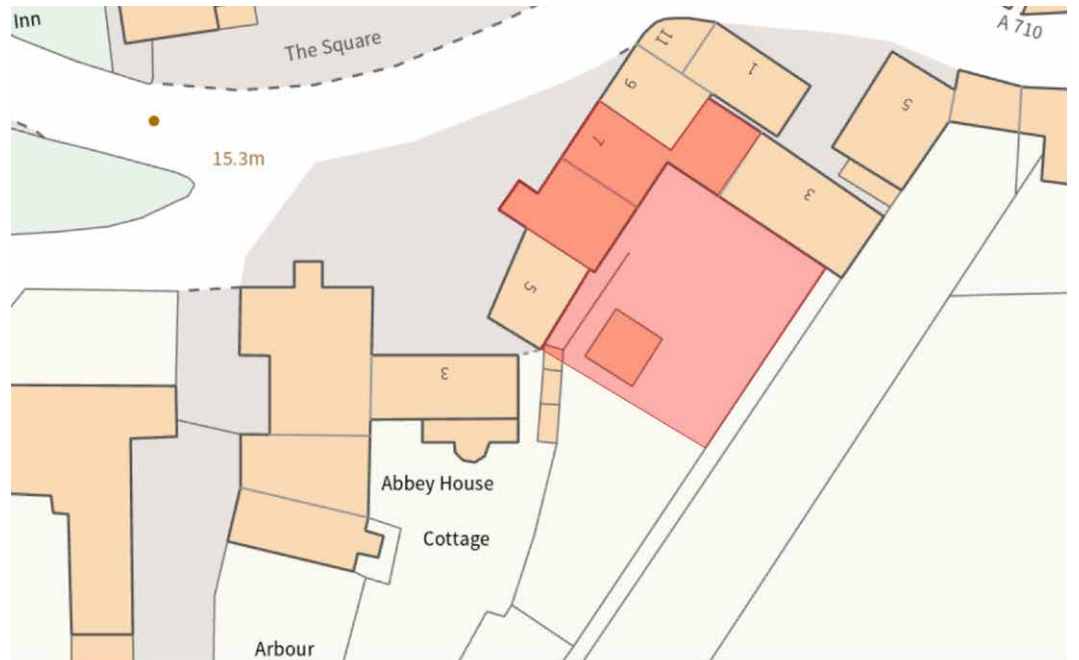 Inn
The Square
A 710
11
1
9
5
7
15.3m
3
5
3
Abbey House
Cottage
Arbour